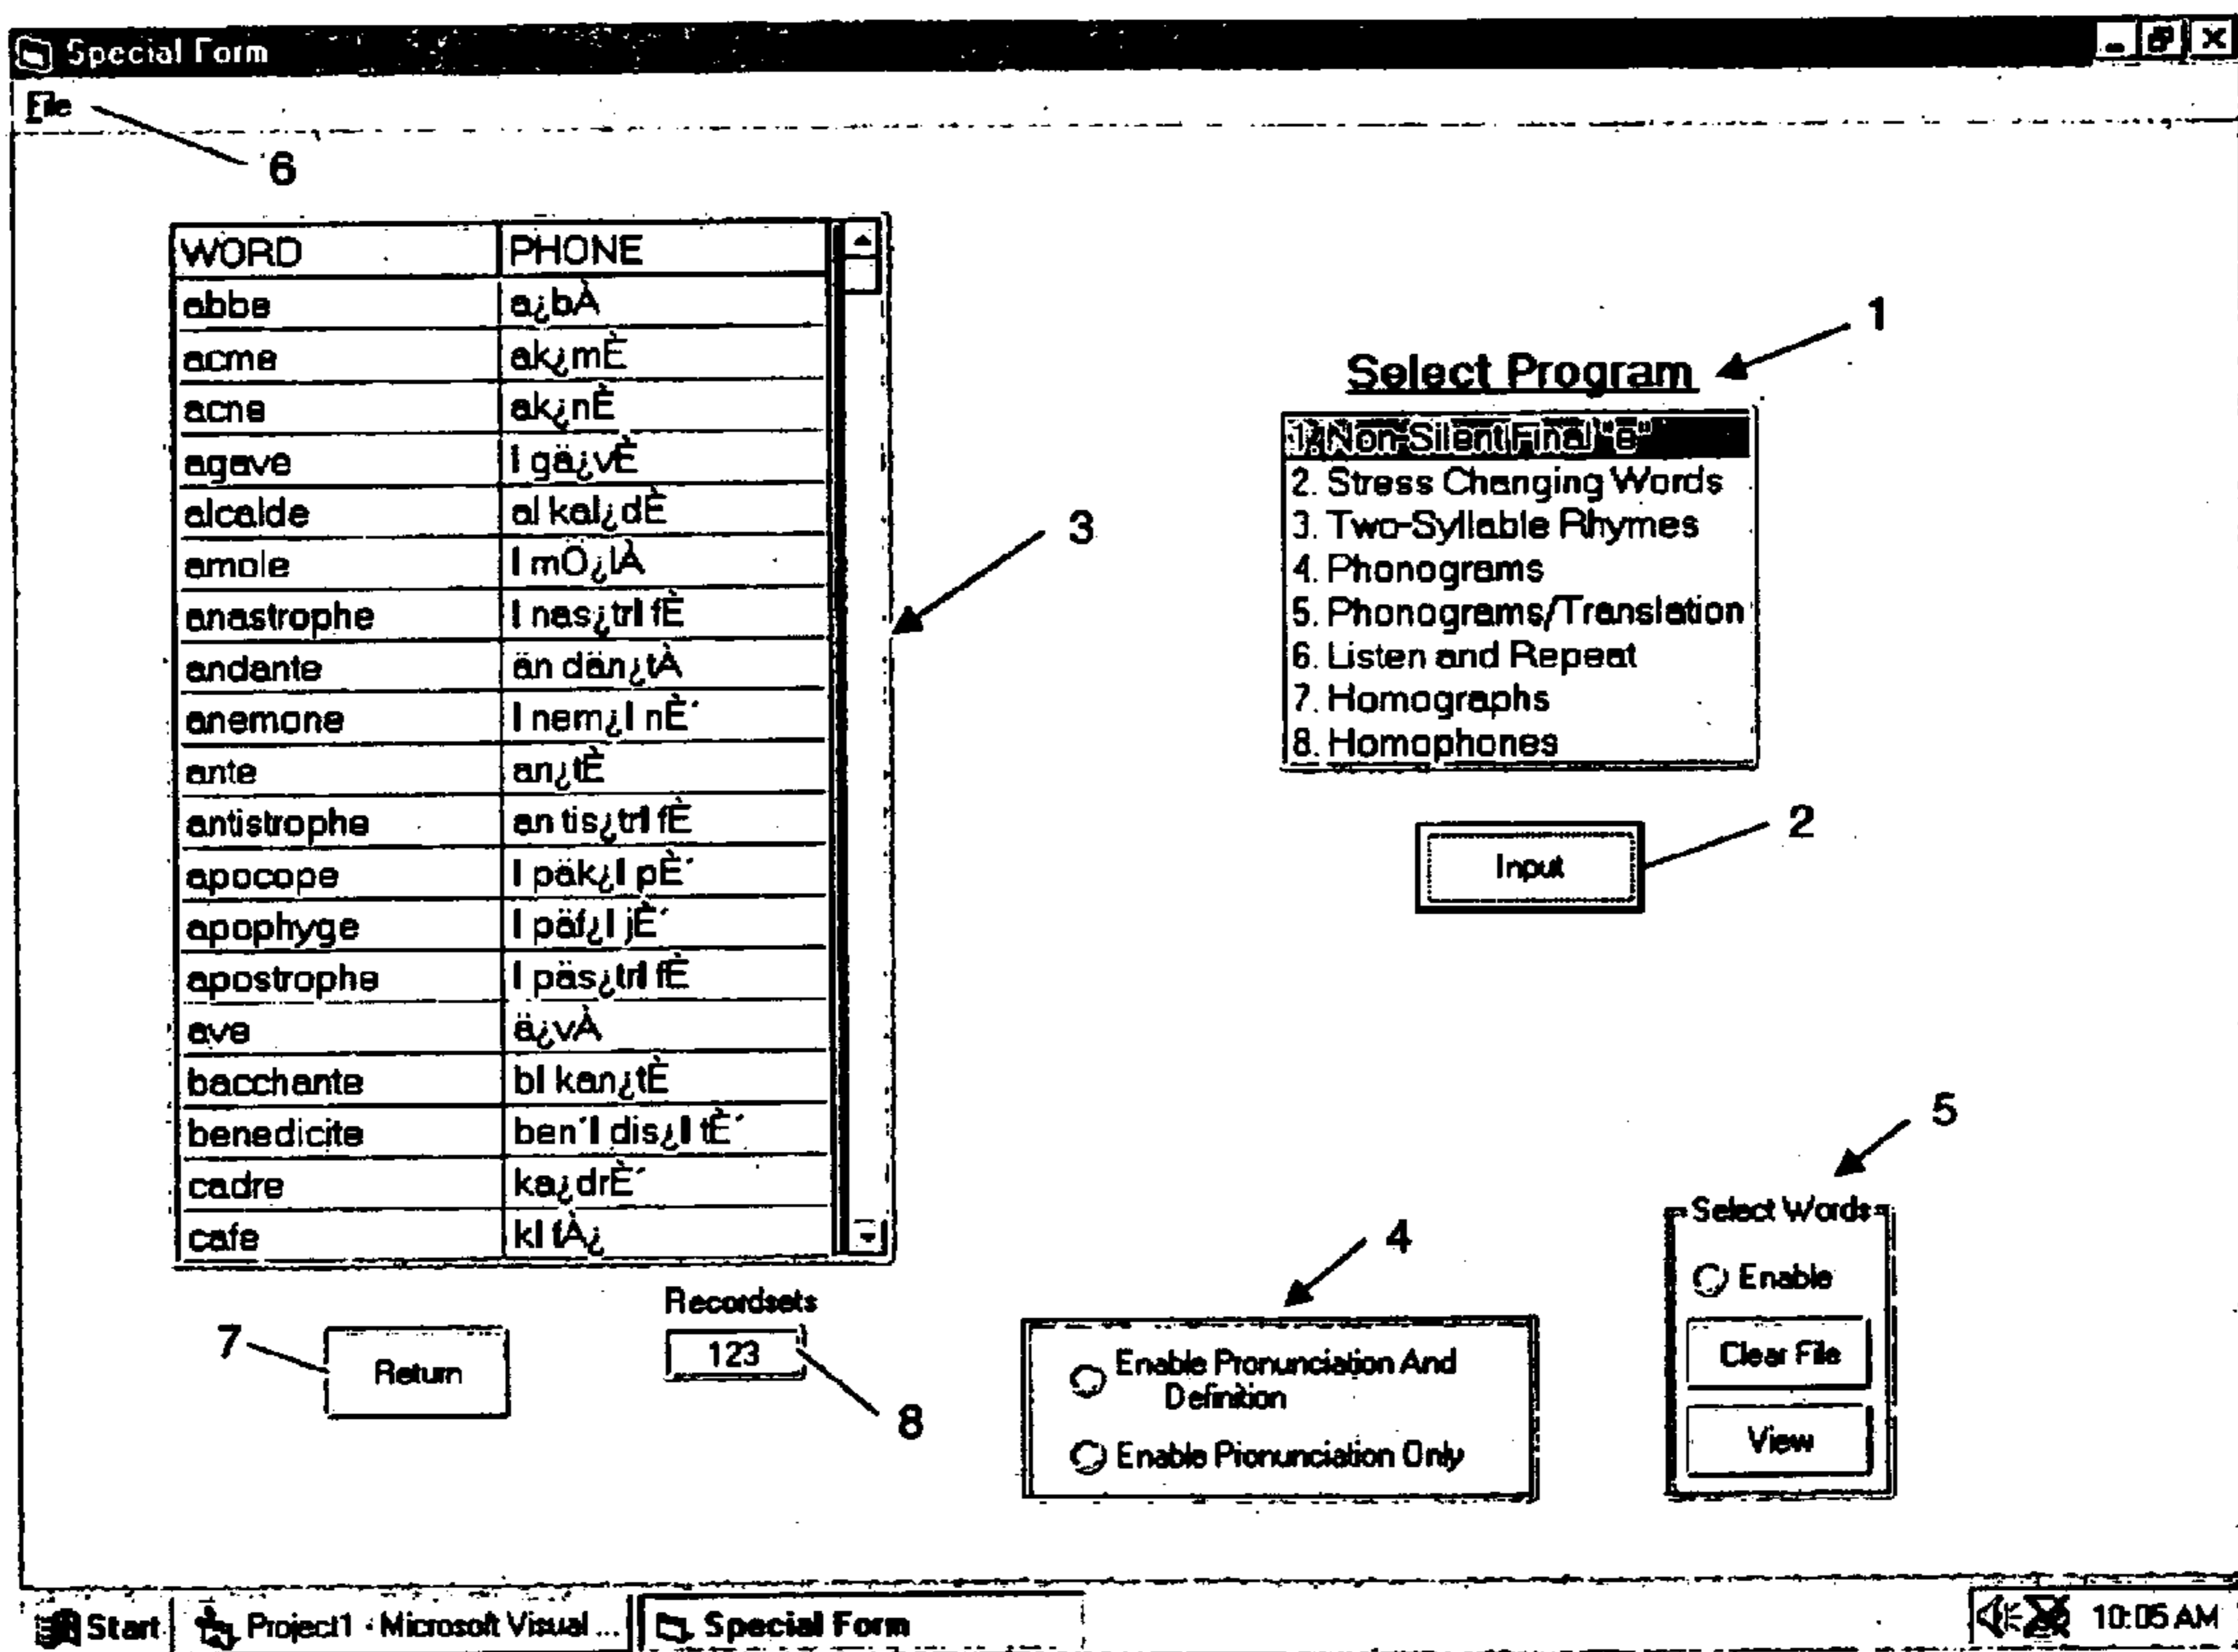 Special Form
File
6
WORD PHONE
abbe a¿bÀ
acme ak¿mÈ
acne ak¿nÈ
agave I gä¿vÈ
alcalde al kal¿dÈ
amole I mÖ¿lÀ
anastrophe I nas¿trI fÈ
andante än dän¿tÀ
anemone I nem¿I nÈ´
ante an¿tÈ
antistrophe an tis¿trI fÈ
apocope I päk¿I pÈ´
apophyge I päf¿I jÈ´
apostrophe I päs¿trI fÈ
ave ä¿vÀ
bacchante bI kan¿tÈ
benedicite ben´I dis¿I tÈ´
cadre ka¿drÈ´
cafe kI fÀ¿
3
1
Select Program
1. Non-Silent Final "e"
2. Stress Changing Words
3. Two-Syllable Rhymes
4. Phonograms
5. Phonograms/Translation
6. Listen and Repeat
7. Homographs
8. Homophones
Input
2
7
Return
Recordsets
123
8
4
Enable Pronunciation And
Definition
Enable Pronunciation Only
5
Select Words
Enable
Clear File
View
Start Project1 - Microsoft Visual ... Special Form 10:05 AM